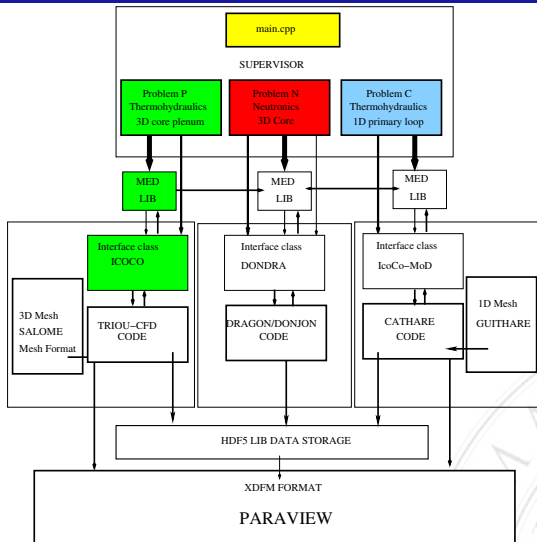 main.cpp
SUPERVISOR
Problem P
Thermohydraulics
3D core plenum
Problem N
Neutronics
3D Core
Problem C
Thermohydraulics
1D primary loop
MED
LIB
MED
LIB
MED
LIB
Interface class
ICOCO
Interface class
DONDRA
Interface class
IcoCo−MoD
3D Mesh
SALOME
Mesh Format
TRIOU−CFD
CODE
DRAGON/DONJON
CODE
CATHARE
CODE
1D Mesh
GUITHARE
HDF5 LIB DATA STORAGE
XDFM FORMAT
PARAVIEW